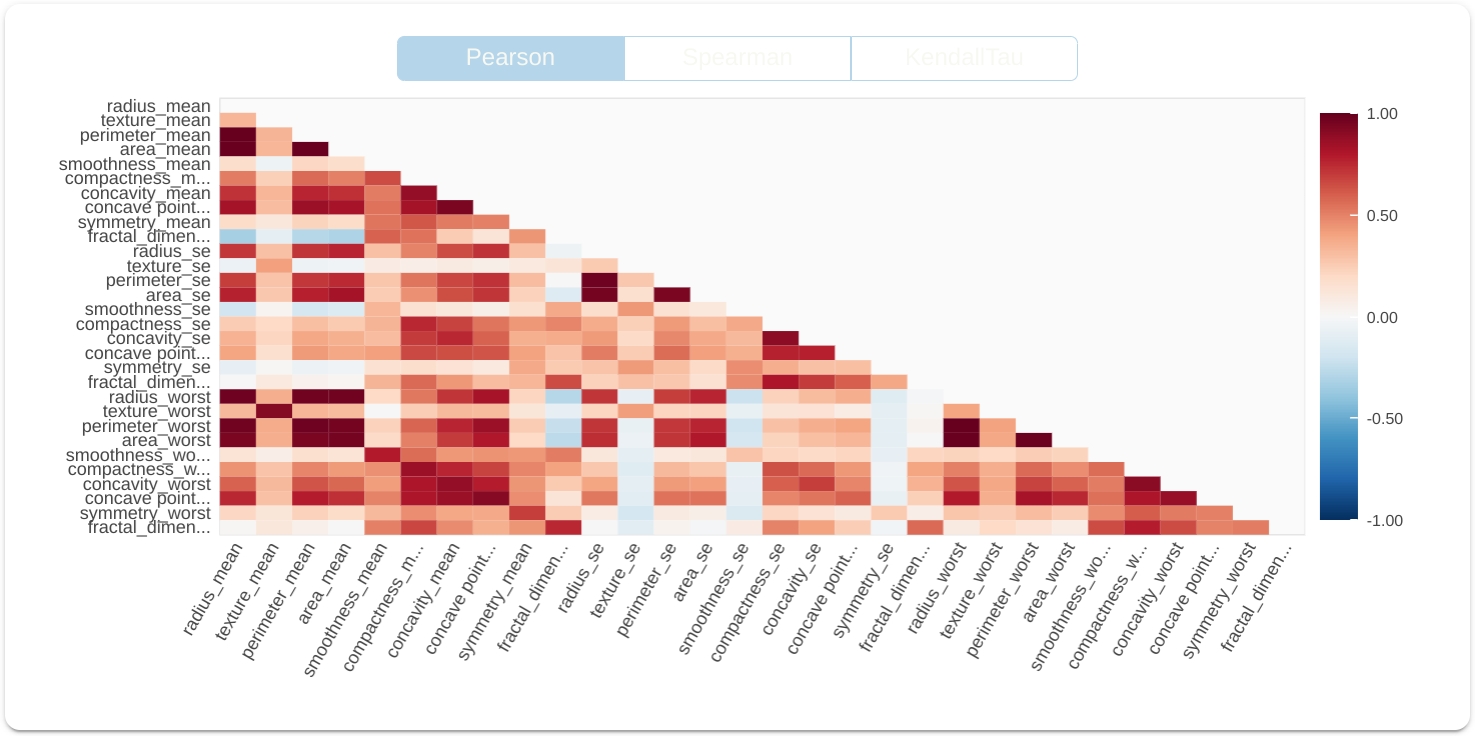 Pearson Spearman KendallTau
radius_mean
texture_mean
perimeter_mean
area_mean
smoothness_mean
compactness_m...
concavity_mean
concave point...
symmetry_mean
fractal_dimen...
radius_se
texture_se
perimeter_se
area_se
smoothness_se
compactness_se
concavity_se
concave point...
symmetry_se
fractal_dimen...
radius_worst
texture_worst
perimeter_worst
area_worst
smoothness_wo...
compactness_w...
concavity_worst
concave point...
symmetry_worst
fractal_dimen...
1.00
0.50
0.00
-0.50
-1.00
radius_mean
texture_mean
perimeter_mean
area_mean
smoothness_mean
compactness_m...
concavity_mean
concave point...
symmetry_mean
fractal_dimen...
radius_se
texture_se
perimeter_se
area_se
smoothness_se
compactness_se
concavity_se
concave point...
symmetry_se
fractal_dimen...
radius_worst
texture_worst
perimeter_worst
area_worst
smoothness_wo...
compactness_w...
concavity_worst
concave point...
symmetry_worst
fractal_dimen...